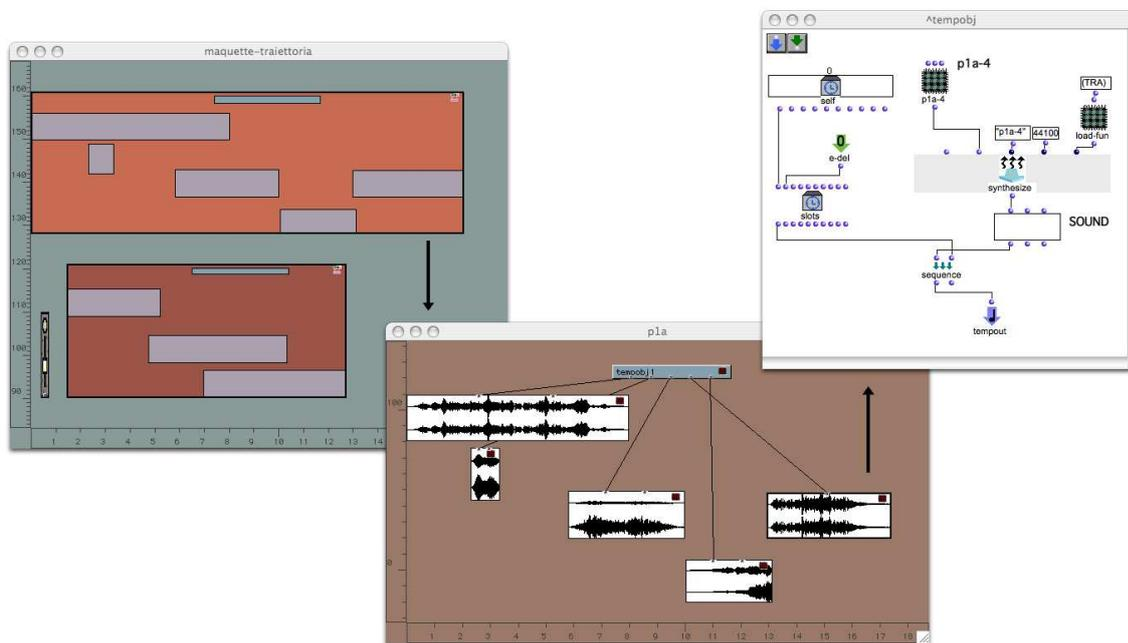 maquette-traiettoria
160
150
140
130
120
110
100
90
1 2 3 4 5 6 7 8 9 10 11 12 13 14
p1a
tempobj1
100
0
1 2 3 4 5 6 7 8 9 10 11 12 13 14 15 16 17 18
^tempobj
0
self
p1a-4
p1a-4
(TRA)
load-fun
0
e-del
"p1a-4"
44100
synthesize
slots
SOUND
sequence
tempout